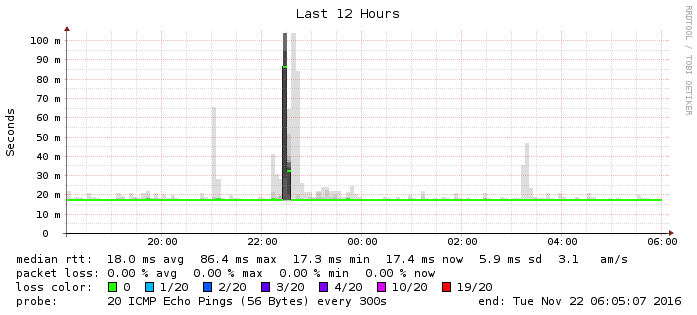 Last 12 Hours
RRDTOOL / TOBI OETIKER
Seconds
100 m
90 m
80 m
70 m
60 m
50 m
40 m
30 m
20 m
10 m
0
20:00 22:00 00:00 02:00 04:00 06:00
median rtt: 18.0 ms avg 86.4 ms max 17.3 ms min 17.4 ms now 5.9 ms sd 3.1 am/s
packet loss: 0.00 % avg 0.00 % max 0.00 % min 0.00 % now
loss color: 0 1/20 2/20 3/20 4/20 10/20 19/20
probe: 20 ICMP Echo Pings (56 Bytes) every 300s end: Tue Nov 22 06:05:07 2016